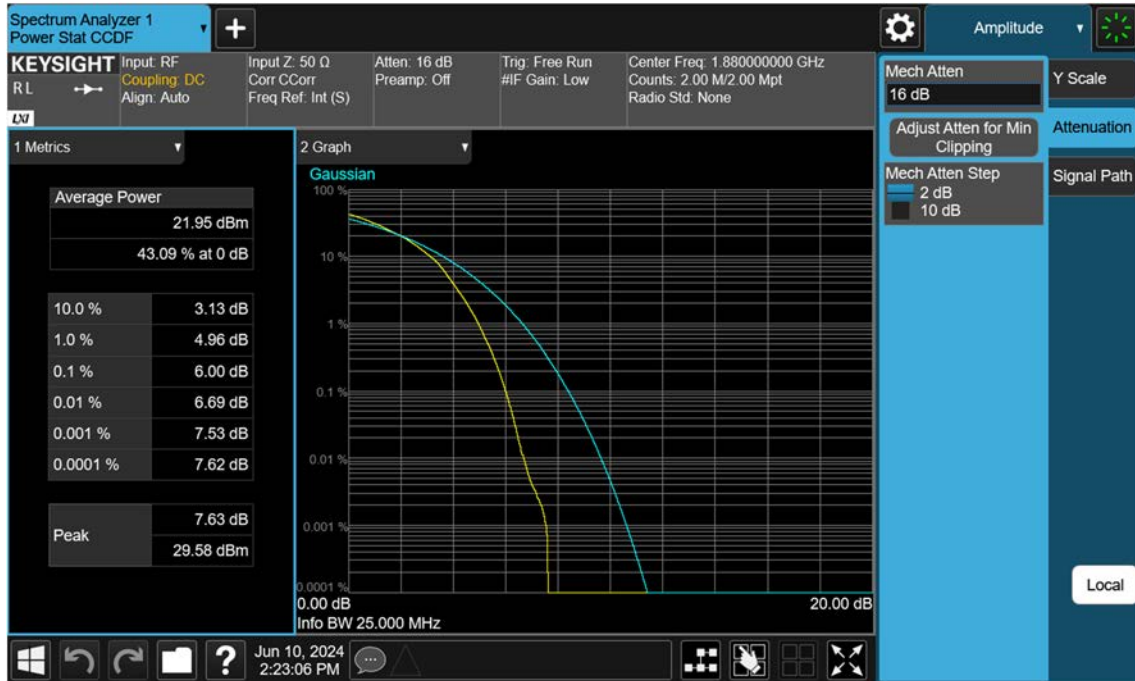 Spectrum Analyzer 1
Power Stat CCDF
Amplitude
KEYSIGHT
R L
LXI
Input: RF
Coupling: DC
Align: Auto
Input Z: 50 Ω
Corr CCorr
Freq Ref: Int (S)
Atten: 16 dB
Preamp: Off
Trig: Free Run
#IF Gain: Low
Center Freq: 1.880000000 GHz
Counts: 2.00 M/2.00 Mpt
Radio Std: None
Mech Atten
16 dB
Adjust Atten for Min
Clipping
Mech Atten Step
2 dB
10 dB
Y Scale
Attenuation
Signal Path
1 Metrics
Average Power
21.95 dBm
43.09 % at 0 dB
10.0 % 3.13 dB
1.0 % 4.96 dB
0.1 % 6.00 dB
0.01 % 6.69 dB
0.001 % 7.53 dB
0.0001 % 7.62 dB
Peak
7.63 dB
29.58 dBm
2 Graph
Gaussian
100 %
10 %
1 %
0.1 %
0.01 %
0.001 %
0.0001 %
0.00 dB 20.00 dB
Info BW 25.000 MHz
Local
?
Jun 10, 2024
2:23:06 PM